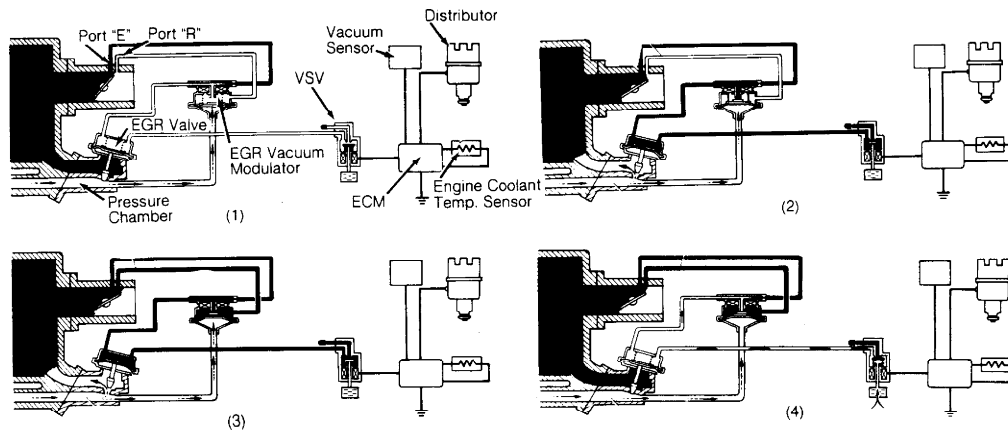 Port "E"
Port "R"
Vacuum
Sensor
Distributor
VSV
EGR Valve
EGR Vacuum
Modulator
Pressure
Chamber
ECM
Engine Coolant
Temp. Sensor
(1)
(2)
(3)
(4)